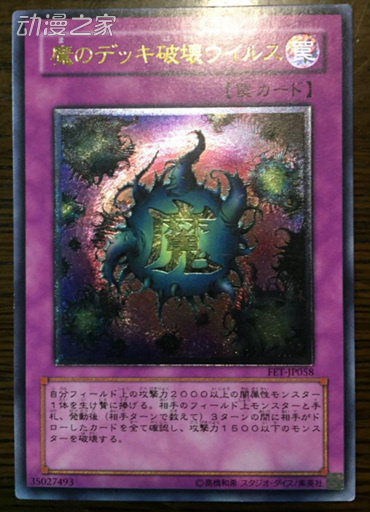 动漫之家
魔のデッキ破壊ウイルス
罠
【罠カード】
魔
FET-JP058
自分フィールド上の攻撃力2000以上の闇属性モンスター
1体を生け贄に捧げる。相手のフィールド上モンスターと手
札、発動後（相手ターンで数えて）3ターンの間に相手がド
ローしたカードを全て確認し、攻撃力1500以下のモンス
ターを破壊する。
35027493
©高橋和希 スタジオ・ダイス/集英社